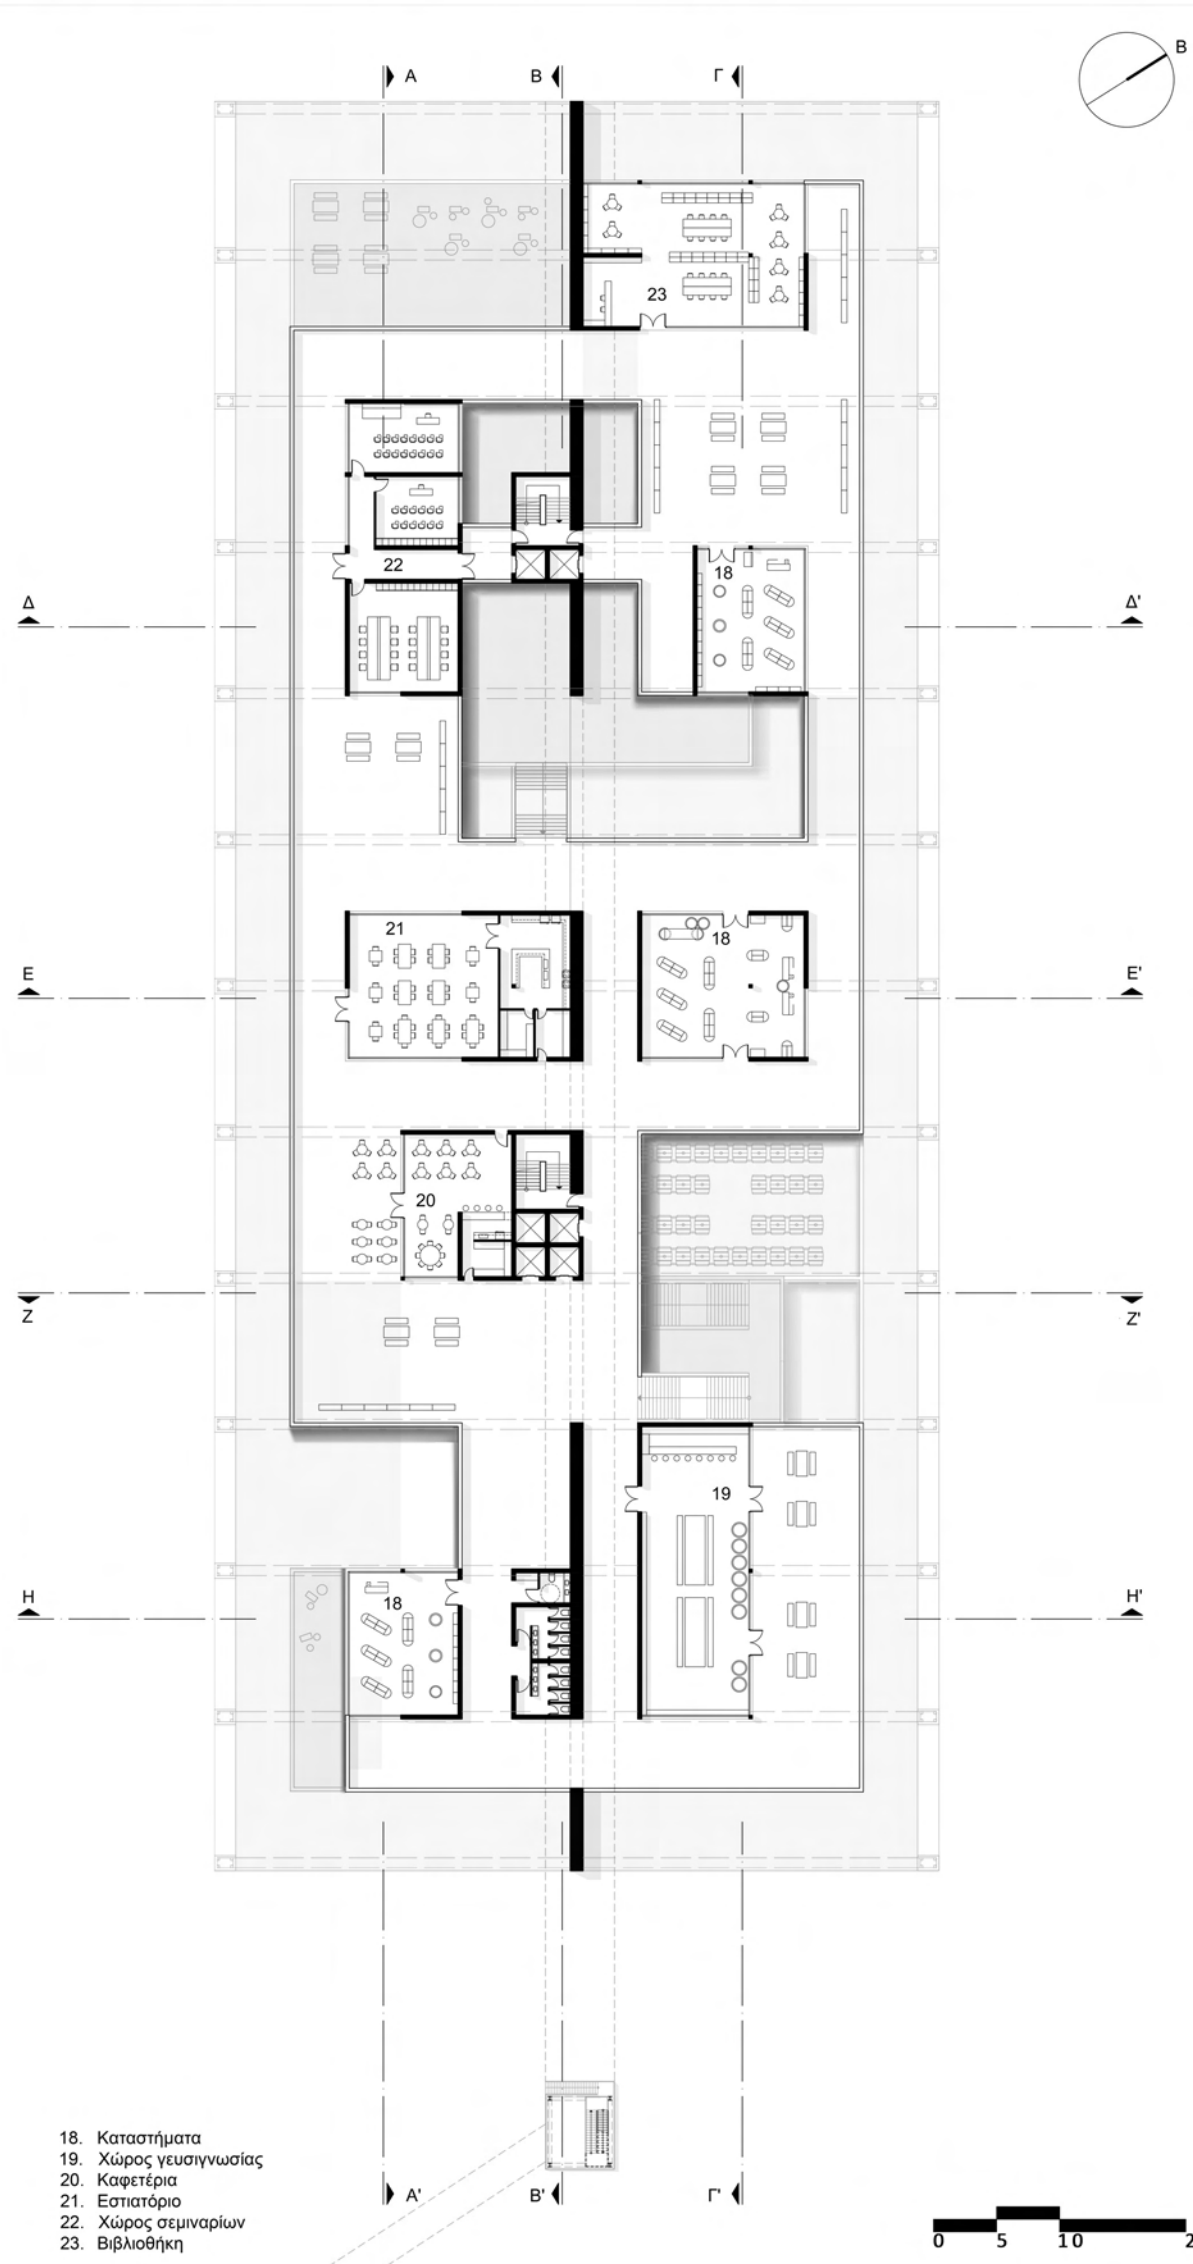 Α Β Γ Β
23
22 18
Δ Δ'
21 18
Ε Ε'
20
Ζ Ζ'
19
Η Η'
18
18. Καταστήματα
19. Χώρος γευσιγνωσίας
20. Καφετέρια
21. Εστιατόριο
22. Χώρος σεμιναρίων
23. Βιβλιοθήκη
Α' Β' Γ'
0 5 10 2